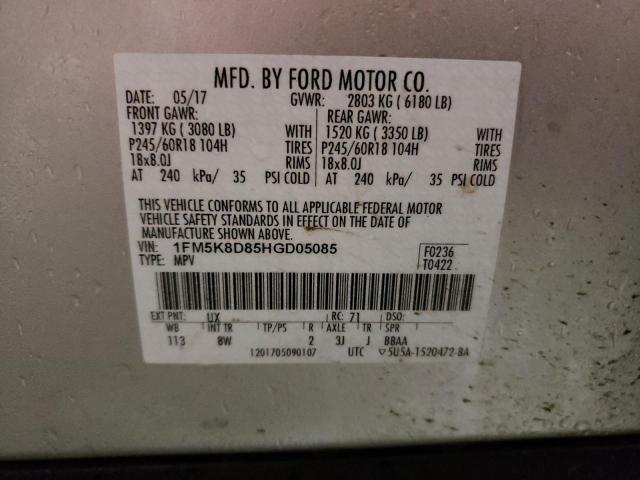 MFD. BY FORD MOTOR CO.
DATE: 05/17 GVWR: 2803 KG ( 6180 LB)
FRONT GAWR: REAR GAWR:
1397 KG ( 3080 LB) WITH 1520 KG ( 3350 LB) WITH
P245/60R18 104H TIRES P245/60R18 104H TIRES
18x8.0J RIMS 18x8.0J RIMS
AT 240 kPa/ 35 PSI COLD AT 240 kPa/ 35 PSI COLD
THIS VEHICLE CONFORMS TO ALL APPLICABLE FEDERAL MOTOR
VEHICLE SAFETY STANDARDS IN EFFECT ON THE DATE OF
MANUFACTURE SHOWN ABOVE.
VIN: 1FM5K8D85HGD05085 F0236
TYPE: MPV T0422
EXT PNT: UX RC: 71 DSO:
WB INT TR TP/PS R AXLE TR SPR
113 8W 2 3J J BBAA
1201705090107 UTC ▽5U5A-1520472-BA